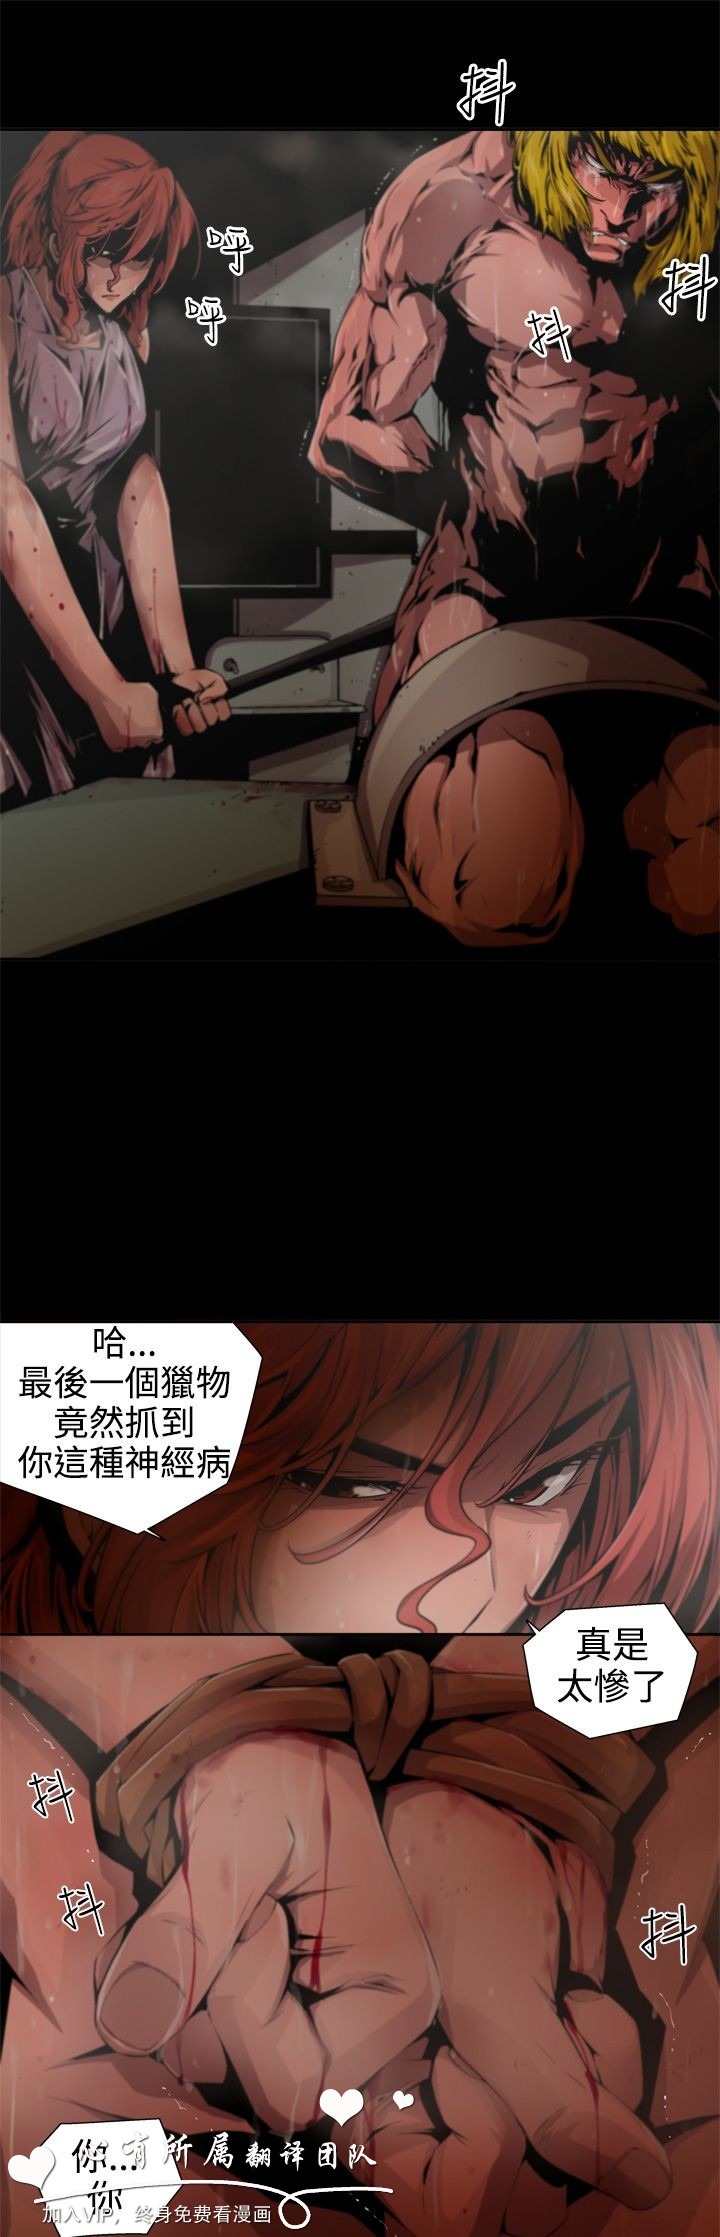 抖
呼
抖
呼
抖
哈...
最後一個獵物
竟然抓到
你這種神經病
真是
太慘了
抖
抖
抖
你...
你
心有所属翻译团队
加入VIP，终身免费看漫画